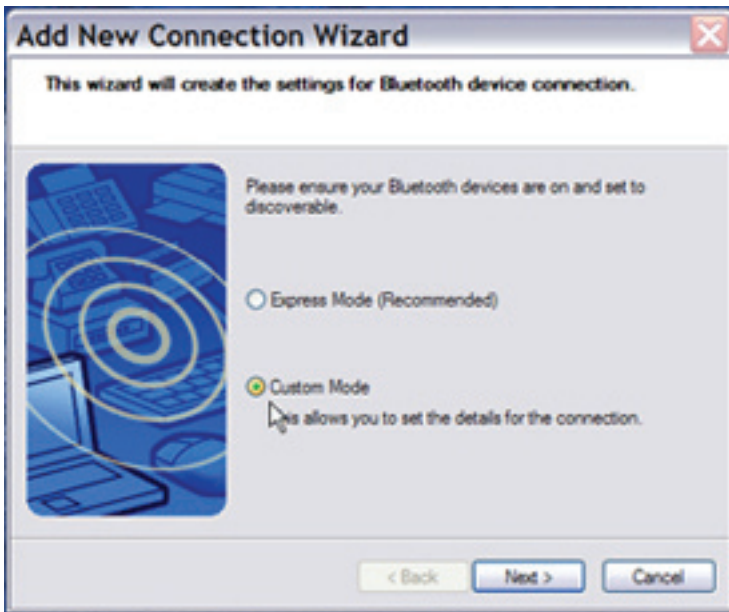 Add New Connection Wizard
This wizard will create the settings for Bluetooth device connection.
Please ensure your Bluetooth devices are on and set to
discoverable.
Express Mode (Recommended)
Custom Mode
This allows you to set the details for the connection.
< Back
Next >
Cancel